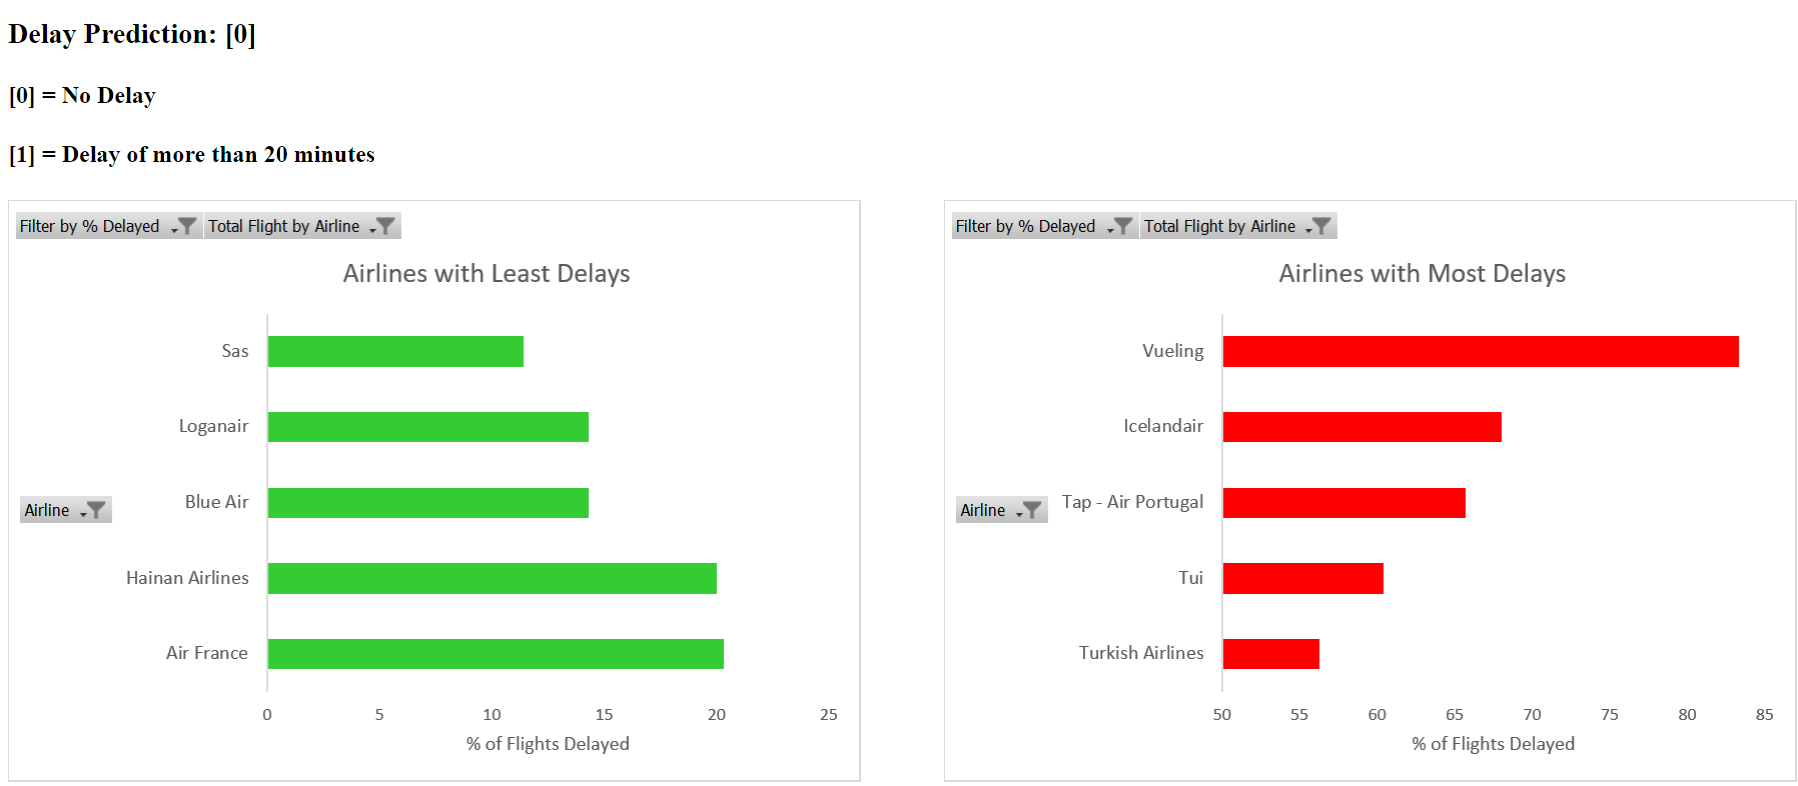 Delay Prediction: [0]
[0] = No Delay
[1] = Delay of more than 20 minutes
Filter by % Delayed
Total Flight by Airline
Airlines with Least Delays
Sas
Loganair
Blue Air
Hainan Airlines
Air France
Airline
0 5 10 15 20 25
% of Flights Delayed
Filter by % Delayed
Total Flight by Airline
Airlines with Most Delays
Vueling
Icelandair
Tap - Air Portugal
Tui
Turkish Airlines
Airline
50 55 60 65 70 75 80 85
% of Flights Delayed